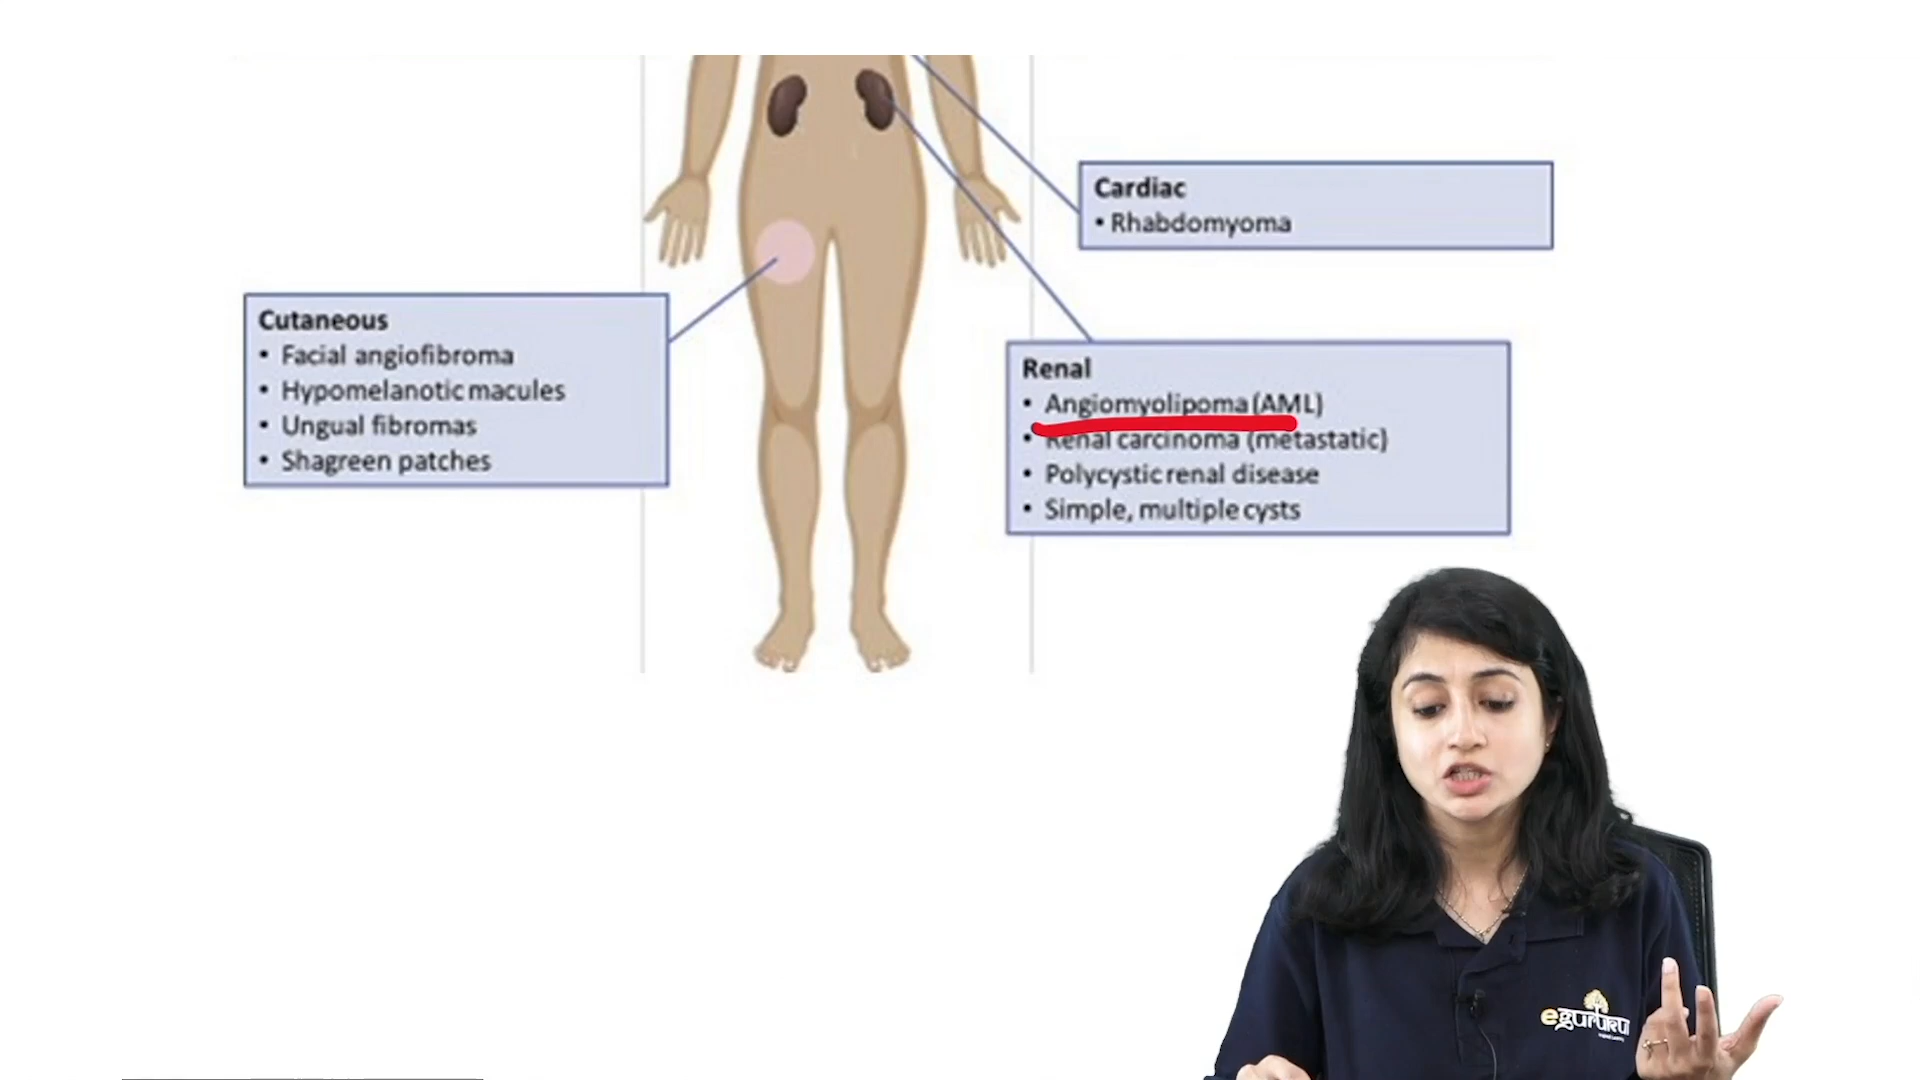 Cardiac
• Rhabdomyoma
Cutaneous
• Facial angiofibroma
• Hypomelanotic macules
• Ungual fibromas
• Shagreen patches
Renal
• Angiomyolipoma (AML)
• Renal carcinoma (metastatic)
• Polycystic renal disease
• Simple, multiple cysts